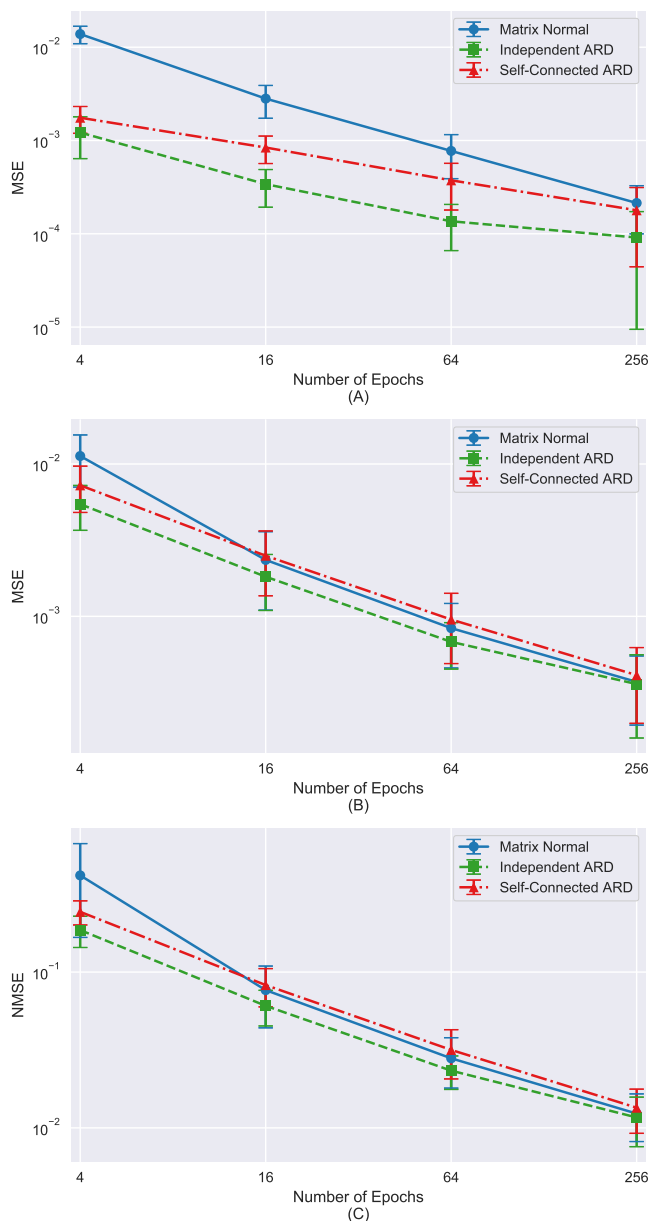 Matrix Normal
Independent ARD
Self-Connected ARD
MSE
10⁻²
10⁻³
10⁻⁴
10⁻⁵
4 16 64 256
Number of Epochs
(A)
Matrix Normal
Independent ARD
Self-Connected ARD
MSE
10⁻²
10⁻³
4 16 64 256
Number of Epochs
(B)
Matrix Normal
Independent ARD
Self-Connected ARD
NMSE
10⁻¹
10⁻²
4 16 64 256
Number of Epochs
(C)